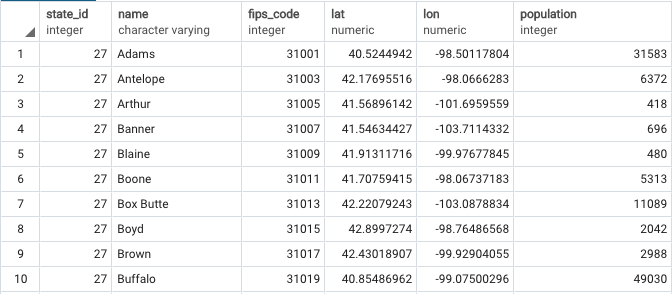 state_id name fips_code lat lon population
integer character varying integer numeric numeric integer
1 27 Adams 31001 40.5244942 -98.50117804 31583
2 27 Antelope 31003 42.17695516 -98.0666283 6372
3 27 Arthur 31005 41.56896142 -101.6959559 418
4 27 Banner 31007 41.54634427 -103.7114332 696
5 27 Blaine 31009 41.91311716 -99.97677845 480
6 27 Boone 31011 41.70759415 -98.06737183 5313
7 27 Box Butte 31013 42.22079243 -103.0878834 11089
8 27 Boyd 31015 42.8997274 -98.76486568 2042
9 27 Brown 31017 42.43018907 -99.92904055 2988
10 27 Buffalo 31019 40.85486962 -99.07500296 49030